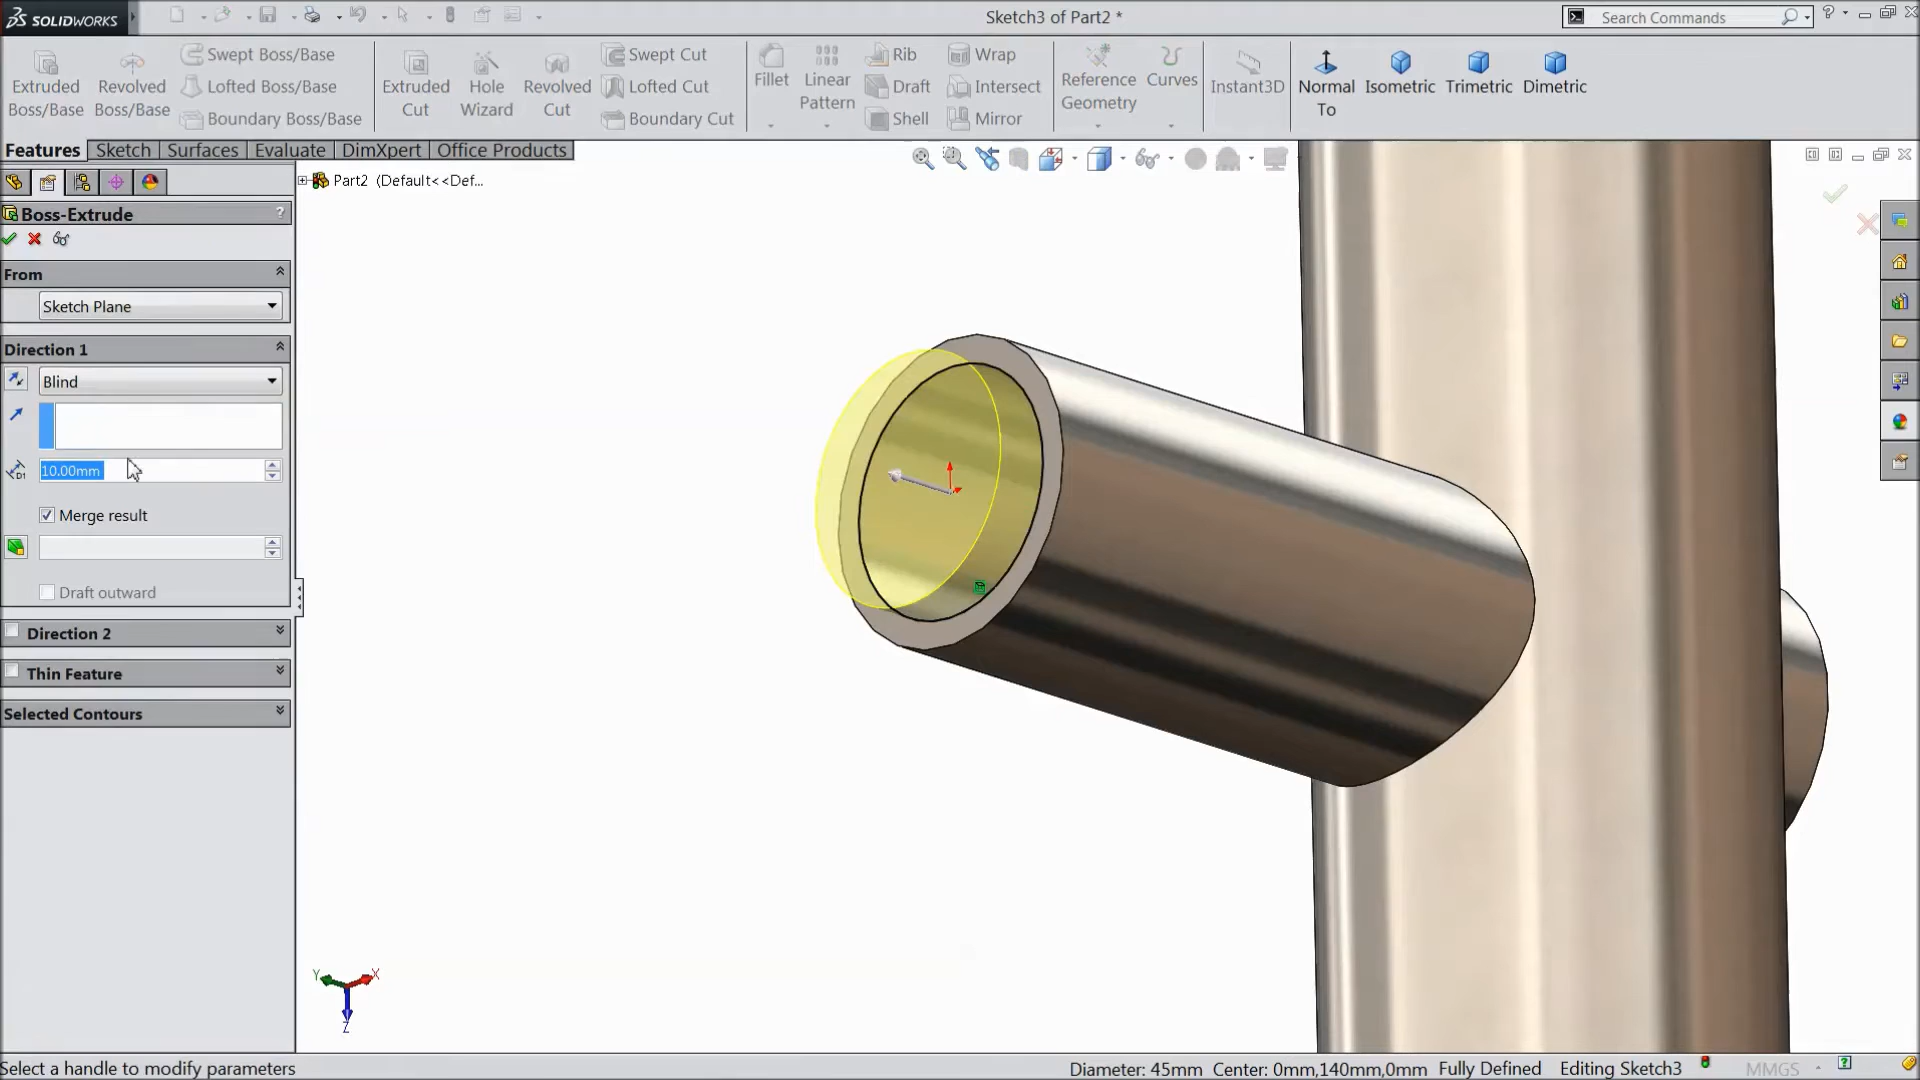 SOLIDWORKS
Sketch3 of Part2 *
Search Commands
Extruded Boss/Base
Revolved Boss/Base
Swept Boss/Base
Lofted Boss/Base
Boundary Boss/Base
Extruded Cut
Hole Wizard
Revolved Cut
Swept Cut
Lofted Cut
Boundary Cut
Fillet
Linear Pattern
Rib
Draft
Shell
Wrap
Intersect
Mirror
Reference Geometry
Curves
Instant3D
Normal To
Isometric
Trimetric
Dimetric
Features Sketch Surfaces Evaluate DimXpert Office Products
Part2 (Default<<Def...
Boss-Extrude
?
From
Sketch Plane
Direction 1
Blind
D1
10.00mm
Merge result
Draft outward
Direction 2
Thin Feature
Selected Contours
Y
X
Z
Select a handle to modify parameters
Diameter: 45mm Center: 0mm,140mm,0mm Fully Defined Editing Sketch3 MMGS ?